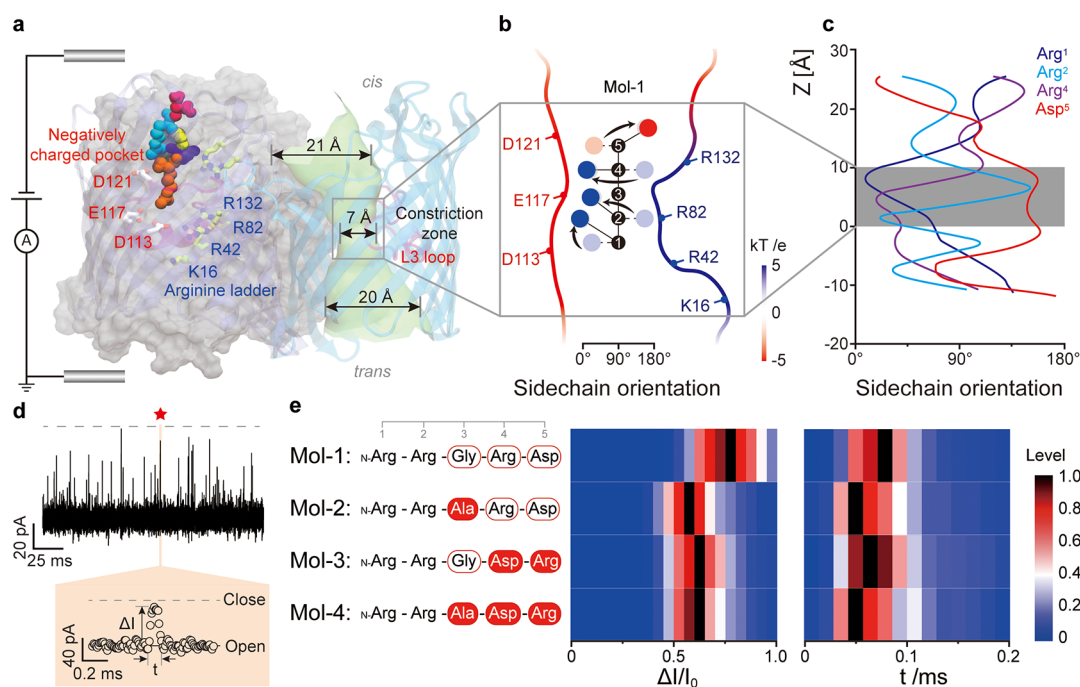 a
cis
Negatively
charged pocket
D121
E117
D113
R132
R82
R42
K16
Arginine ladder
A
21 Å
7 Å
Constriction
zone
L3 loop
20 Å
trans
b
Mol-1
D121
E117
D113
5
4
3
2
1
R132
R82
R42
K16
kT /e
5
0
-5
0° 90° 180°
Sidechain orientation
c
Z [Å]
30
20
10
0
-10
-20
0° 90° 180°
Sidechain orientation
Arg1
Arg2
Arg4
Asp5
d
20 pA
25 ms
Close
ΔI
Open
40 pA
0.2 ms
t
e
1 2 3 4 5
Mol-1: N-Arg - Arg - Gly - Arg - Asp
Mol-2: N-Arg - Arg - Ala - Arg - Asp
Mol-3: N-Arg - Arg - Gly - Asp - Arg
Mol-4: N-Arg - Arg - Ala - Asp - Arg
0 0.5 1.0
ΔI/I0
0 0.1 0.2
t /ms
Level
1.0
0.8
0.6
0.4
0.2
0